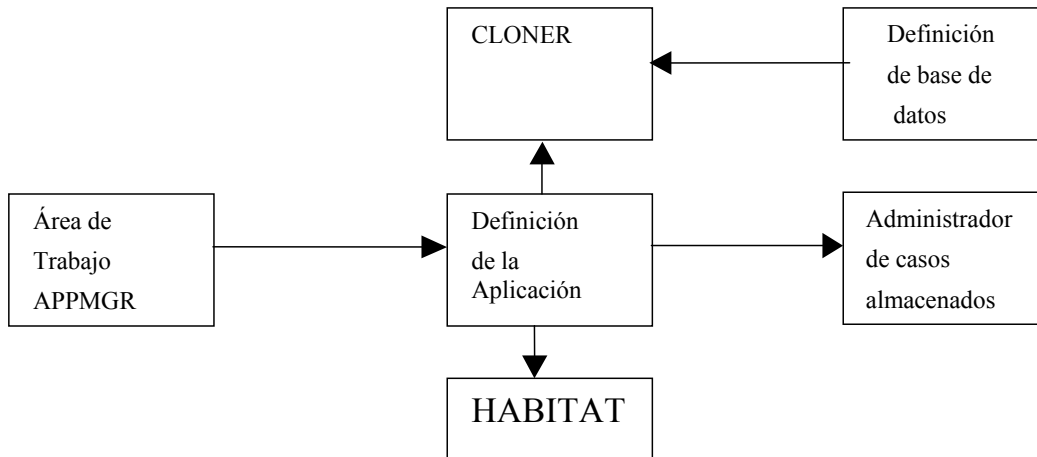 CLONER
Definición
de base de
datos
Área de
Trabajo
APPMGR
Definición
de la
Aplicación
Administrador
de casos
almacenados
HABITAT